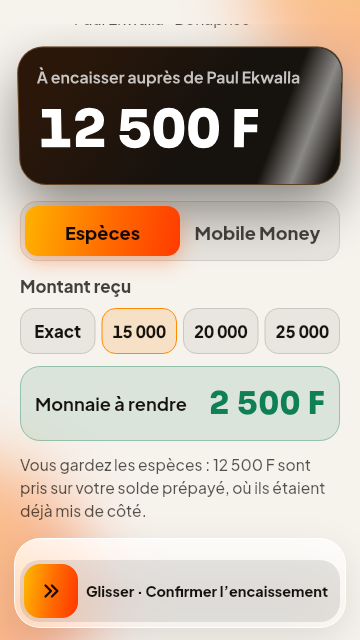 À encaisser auprès de Paul Ekwalla
12 500 F
Espèces
Mobile Money
Montant reçu
Exact
15 000
20 000
25 000
Monnaie à rendre
2 500 F
Vous gardez les espèces : 12 500 F sont
pris sur votre solde prépayé, où ils étaient
déjà mis de côté.
Glisser · Confirmer l’encaissement